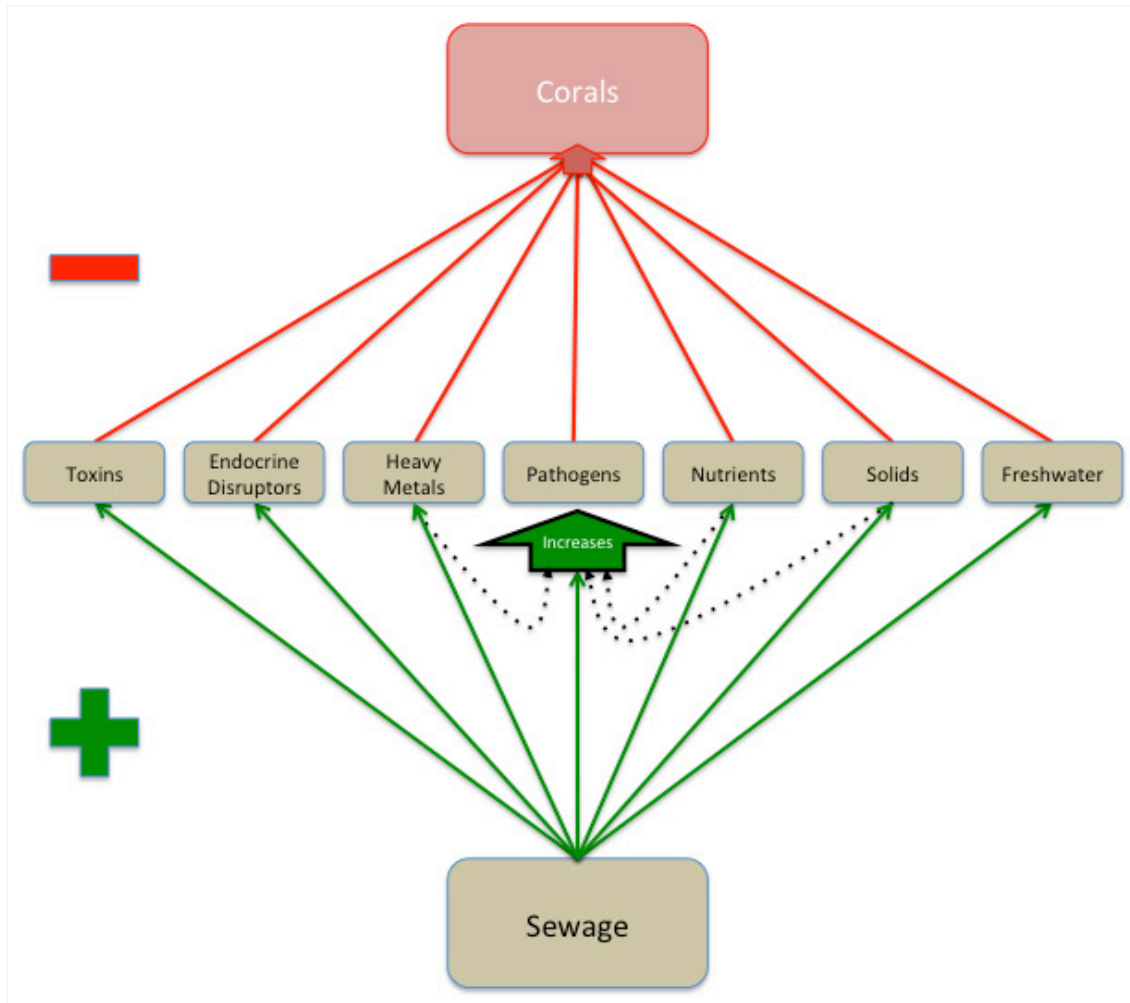 Corals
Toxins
Endocrine
Disruptors
Heavy
Metals
Pathogens
Nutrients
Solids
Freshwater
Increases
Sewage